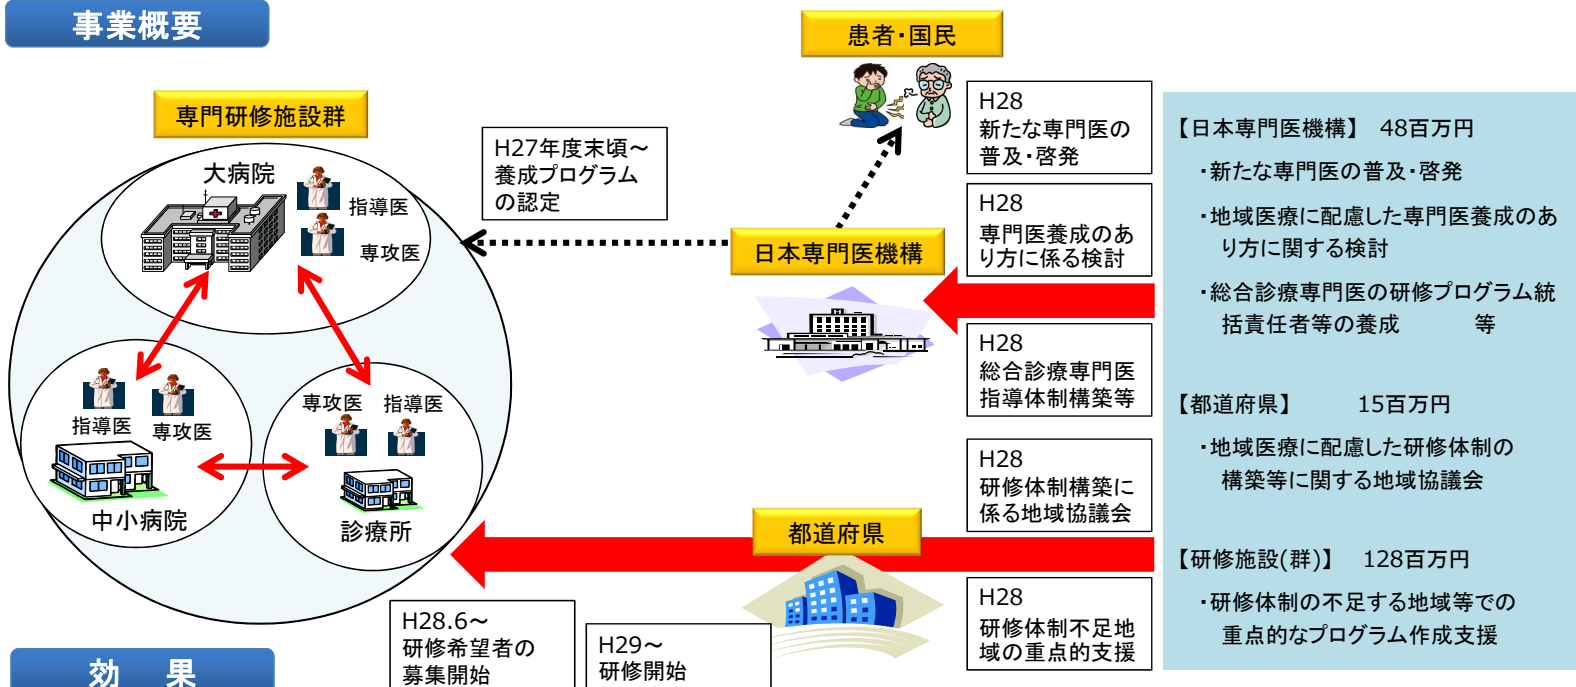 事業概要
患者・国民
専門研修施設群
大病院
指導医
専攻医
指導医
専攻医
中小病院
専攻医
指導医
診療所
H27年度末頃～
養成プログラム
の認定
日本専門医機構
都道府県
H28
新たな専門医の
普及・啓発
H28
専門医養成のあ
り方に係る検討
H28
総合診療専門医
指導体制構築等
H28
研修体制構築に
係る地域協議会
H28
研修体制不足地
域の重点的支援
H28.6～
研修希望者の
募集開始
H29～
研修開始
【日本専門医機構】 48百万円
・新たな専門医の普及・啓発
・地域医療に配慮した専門医養成のあ
り方に関する検討
・総合診療専門医の研修プログラム統
括責任者等の養成 等
【都道府県】 15百万円
・地域医療に配慮した研修体制の
構築等に関する地域協議会
【研修施設(群)】 128百万円
・研修体制の不足する地域等での
重点的なプログラム作成支援
効 果